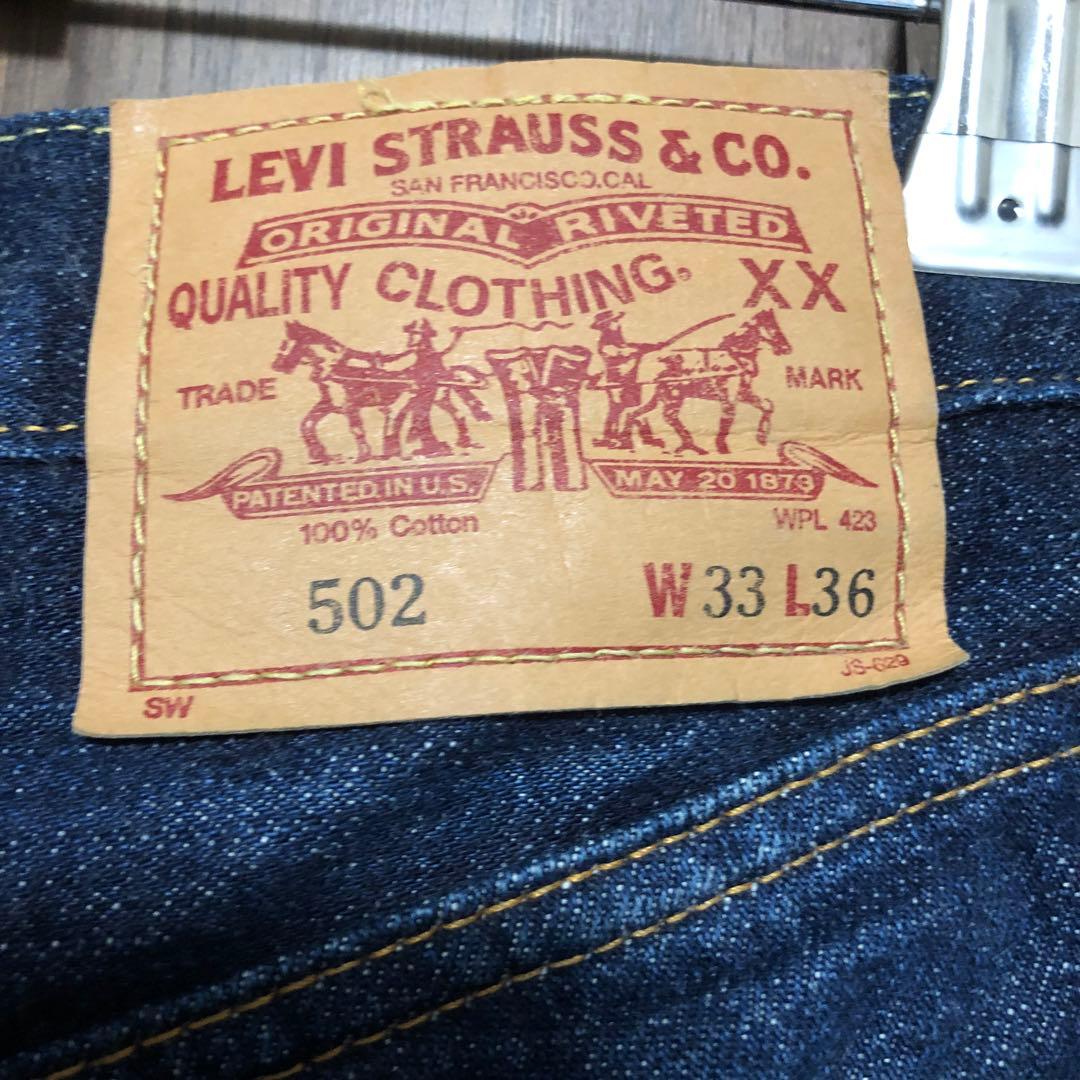 LEVI STRAUSS & CO.
SAN FRANCISCO.CAL
ORIGINAL RIVETED
QUALITY CLOTHING, XX
TRADE MARK
PATENTED IN U.S. MAY 20 1873
100% Cotton WPL 423
502 W 33 L36
SW JS-629